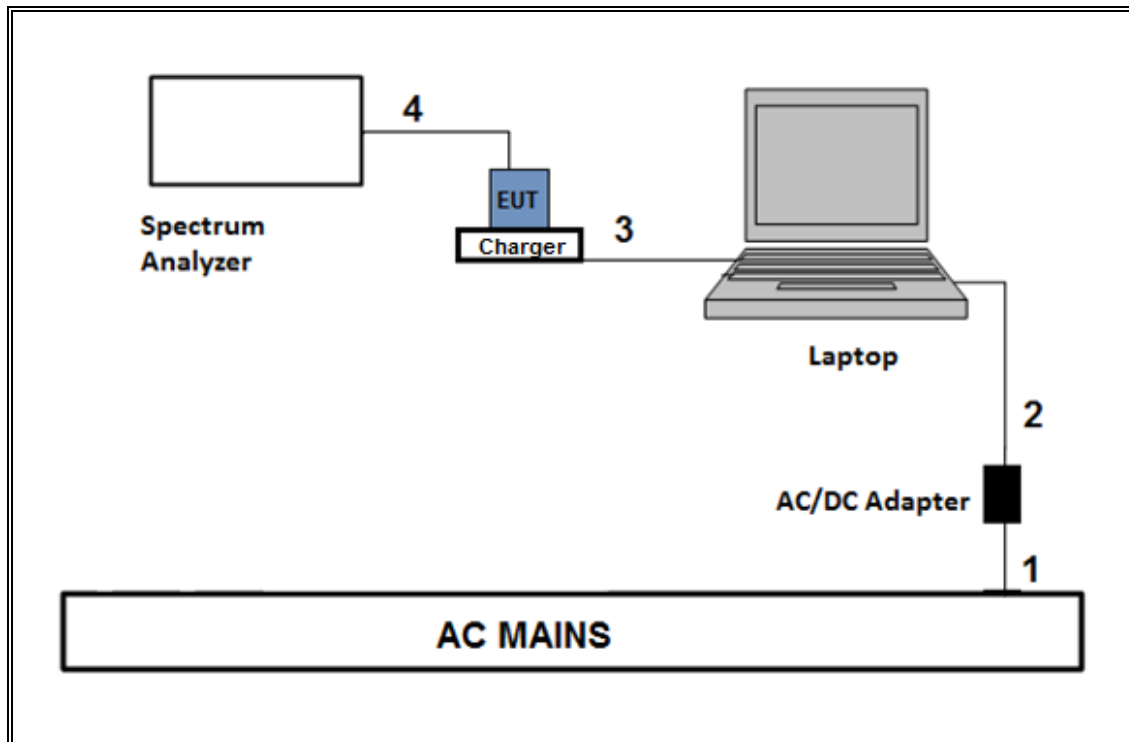 4
EUT
Charger
3
Spectrum
Analyzer
Laptop
2
AC/DC Adapter
1
AC MAINS